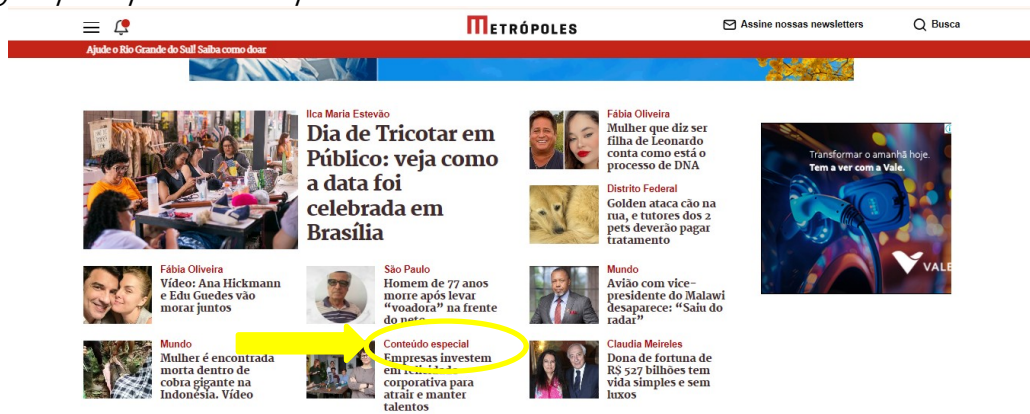 METRÓPOLES
Assine nossas newsletters
Busca
Ajude o Rio Grande do Sul! Saiba como doar
Ilca Maria Estevão
Dia de Tricotar em
Público: veja como
a data foi
celebrada em
Brasília
Fábia Oliveira
Mulher que diz ser
filha de Leonardo
conta como está o
processo de DNA
Distrito Federal
Golden ataca cão na
rua, e tutores dos 2
pets deverão pagar
tratamento
Transformar o amanhã hoje.
Tem a ver com a Vale.
VALE
Fábia Oliveira
Vídeo: Ana Hickmann
e Edu Guedes vão
morar juntos
São Paulo
Homem de 77 anos
morre após levar
“voadora” na frente
do neto
Mundo
Avião com vice-
presidente do Malawi
desaparece: “Saiu do
radar”
Mundo
Mulher é encontrada
morta dentro de
cobra gigante na
Indonésia. Vídeo
Conteúdo especial
Empresas investem
em felicidade
corporativa para
atrair e manter
talentos
Claudia Meireles
Dona de fortuna de
R$ 527 bilhões tem
vida simples e sem
luxos